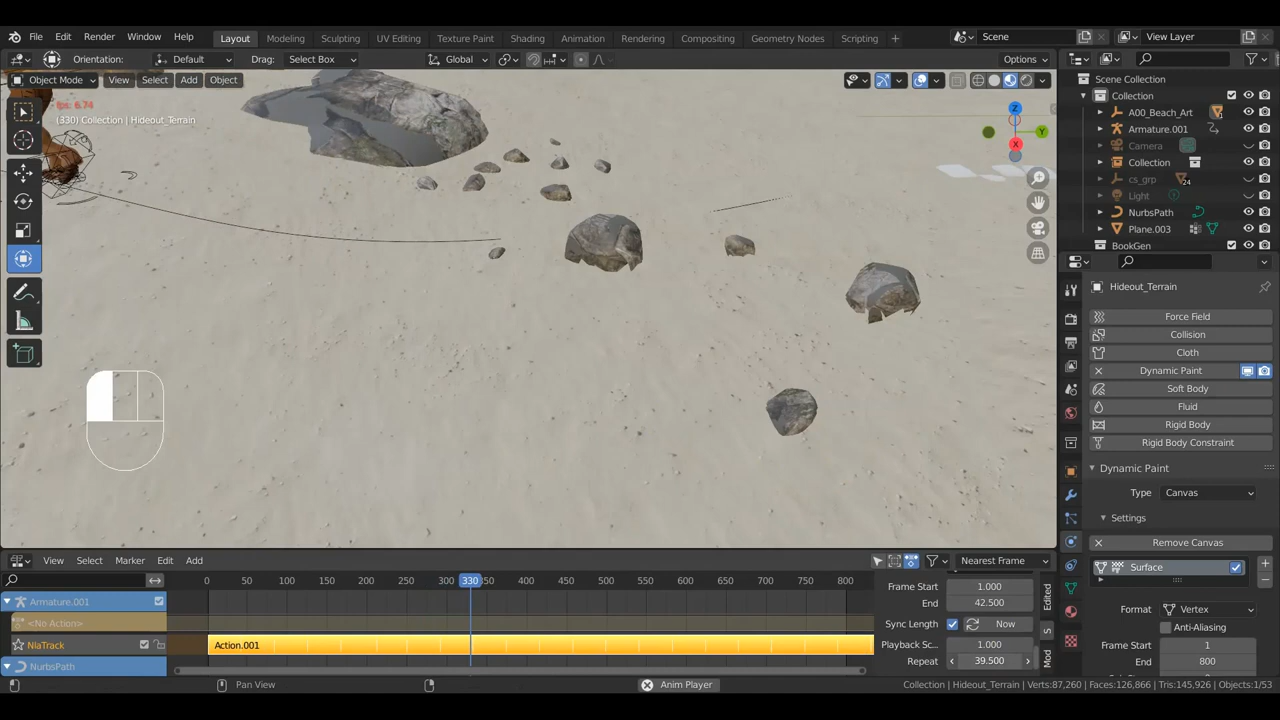 File Edit Render Window Help Layout Modeling Sculpting UV Editing Texture Paint Shading Animation Rendering Compositing Geometry Nodes Scripting + Scene View Layer
Orientation: Default Drag: Select Box Global Options
Object Mode View Select Add Object
fps: 6.74
(330) Collection | Hideout_Terrain
Z
Y
X
Scene Collection
Collection
A00_Beach_Art
Armature.001
Camera
Collection
cs_grp 24
Light
NurbsPath
Plane.003
BookGen
Hideout_Terrain
Force Field
Collision
Cloth
Dynamic Paint
Soft Body
Fluid
Rigid Body
Rigid Body Constraint
Dynamic Paint
Type Canvas
Settings
Remove Canvas
Surface
Format Vertex
Anti-Aliasing
Frame Start 1
End 800
View Select Marker Edit Add Nearest Frame
0 50 100 150 200 250 300 330 350 400 450 500 550 600 650 700 750 800
Armature.001
<No Action>
NlaTrack Action.001
NurbsPath
Frame Start 1.000
End 42.500
Sync Length Now
Playback Sc... 1.000
Repeat 39.500
Edited
S
Mod
Pan View Anim Player Collection | Hideout_Terrain | Verts:87,260 | Faces:126,866 | Tris:145,926 | Objects:1/53